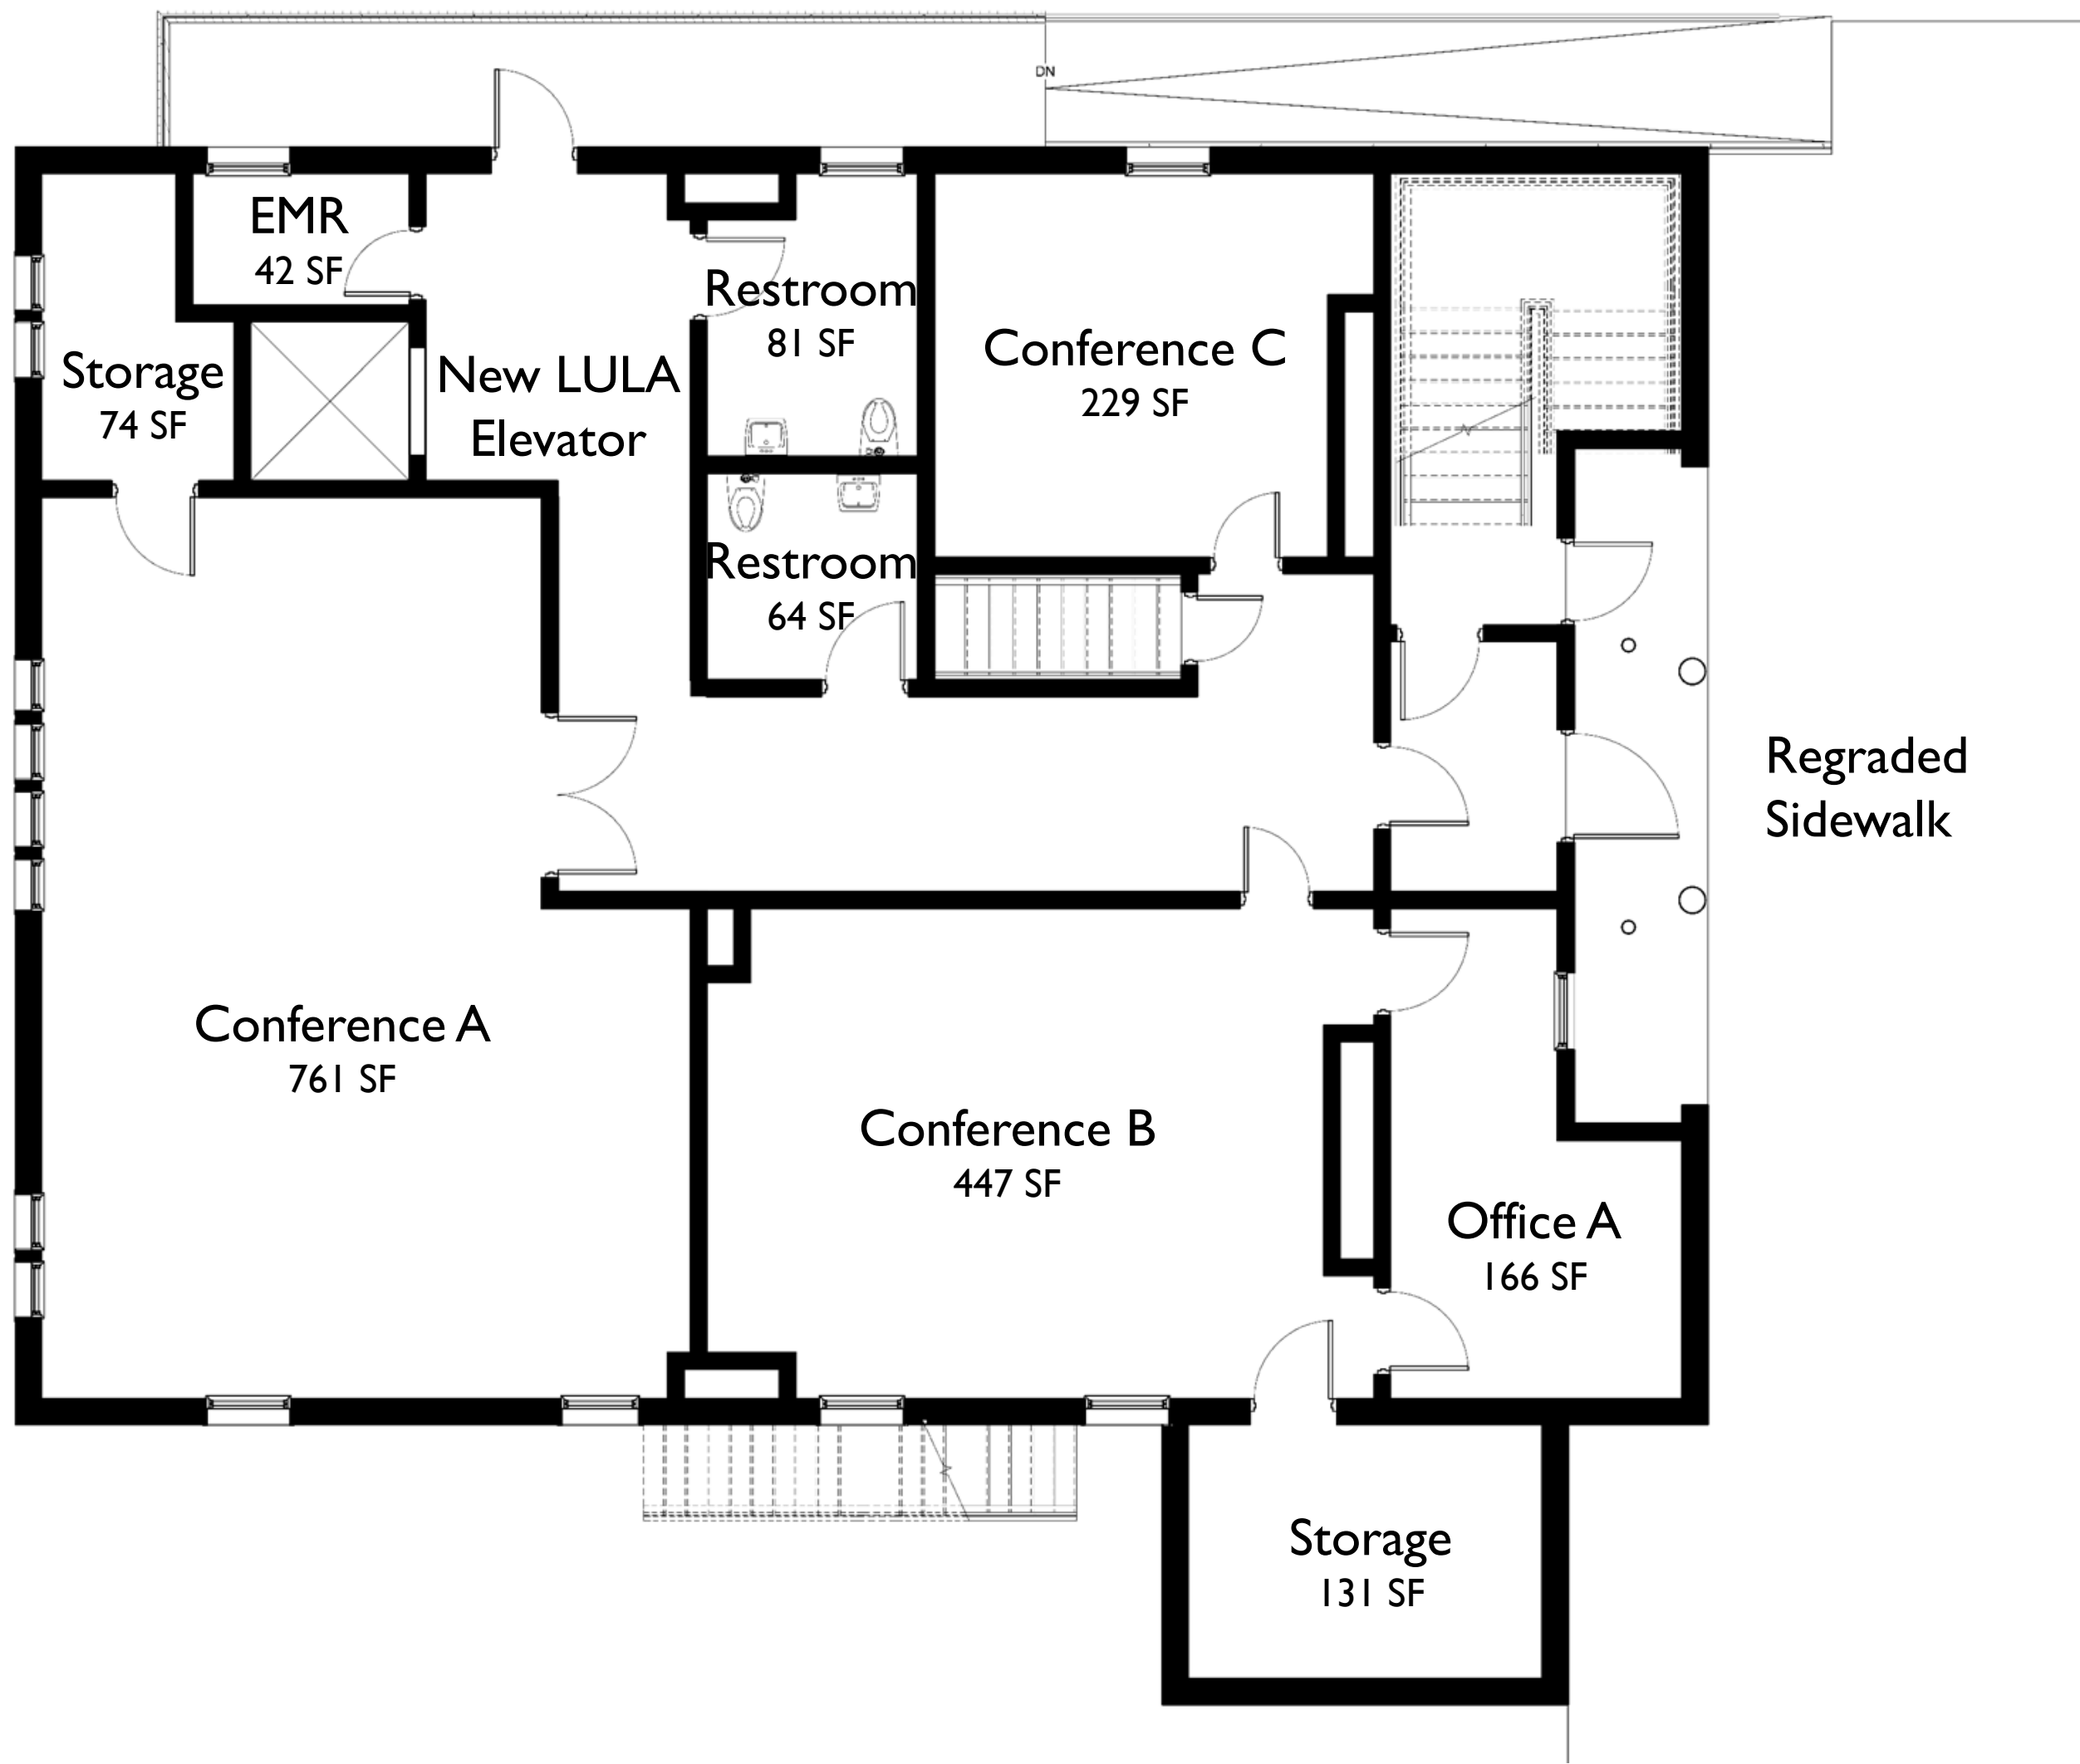 DN
EMR
42 SF
Restroom
81 SF
Storage
74 SF
New LULA
Elevator
Conference C
229 SF
Restroom
64 SF
Regraded
Sidewalk
Conference A
761 SF
Conference B
447 SF
Office A
166 SF
Storage
131 SF